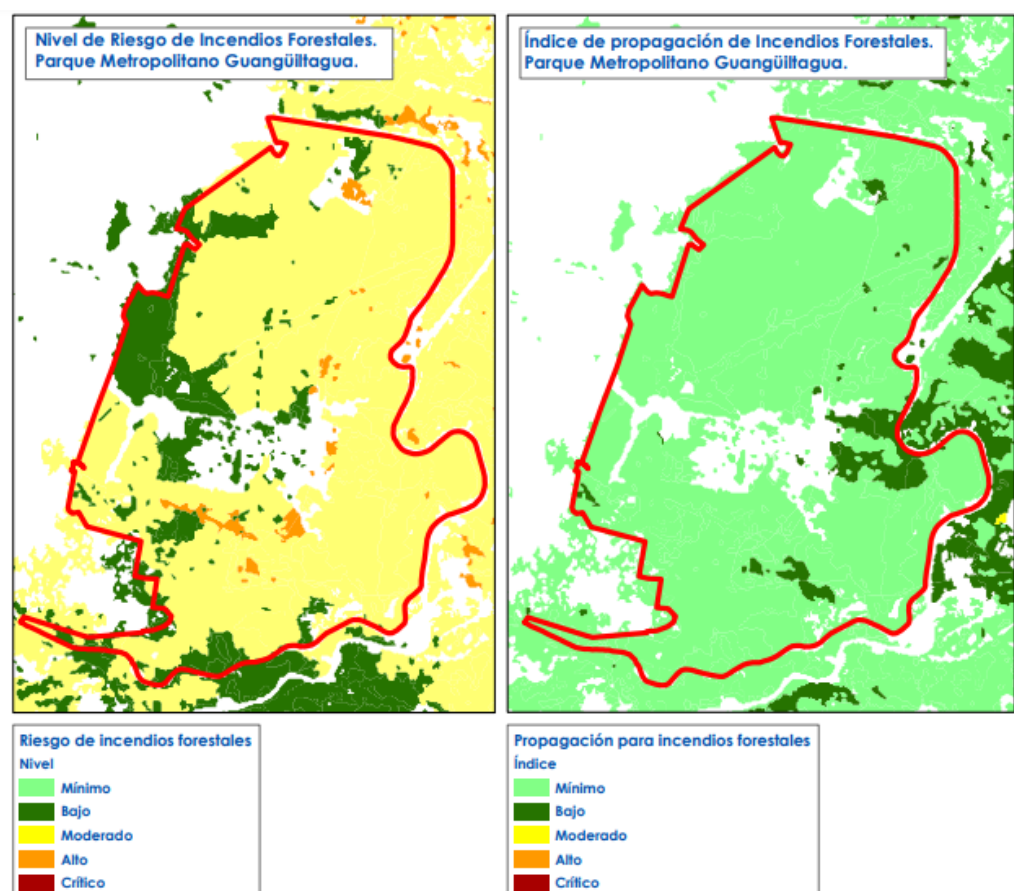 Nivel de Riesgo de Incendios Forestales.
Parque Metropolitano Guangüiltagua.
Índice de propagación de Incendios Forestales.
Parque Metropolitano Guangüiltagua.
Riesgo de incendios forestales
Nivel
Mínimo
Bajo
Moderado
Alto
Crítico
Propagación para incendios forestales
Índice
Mínimo
Bajo
Moderado
Alto
Crítico